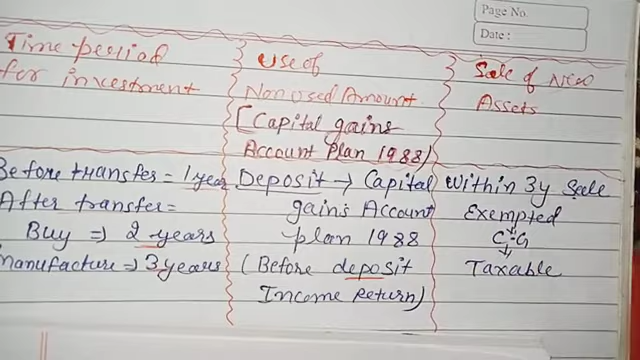 Page No.
Date:
Time period
for investment
Use of
Non used Amount
[Capital gains
Account Plan 1988)
Sale of New
Assets
Before transfer = 1 year
After transfer =
Buy ⇒ 2 years
Manufacture ⇒ 3 years
Deposit → Capital
gains Account
plan 1988
(Before deposit
Income Return)
Within 3y Sale
Exempted
C.G
Taxable